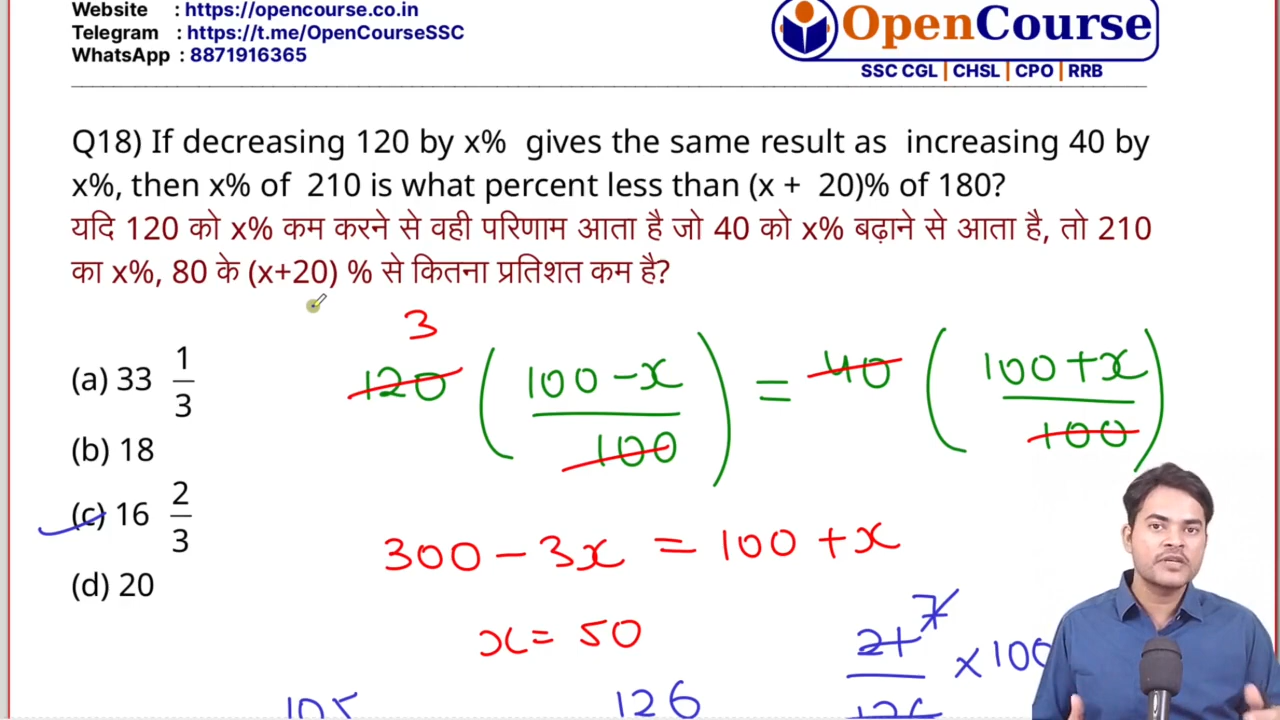 Website : https://opencourse.co.in
Telegram : https://t.me/OpenCourseSSC
WhatsApp : 8871916365
OpenCourse
SSC CGL | CHSL | CPO | RRB
Q18) If decreasing 120 by x% gives the same result as increasing 40 by
x%, then x% of 210 is what percent less than (x + 20)% of 180?
यदि 120 को x% कम करने से वही परिणाम आता है जो 40 को x% बढ़ाने से आता है, तो 210
का x%, 80 के (x+20) % से कितना प्रतिशत कम है?
3
120 (100-x/100) = 40 (100+x/100)
(a) 33 1/3
(b) 18
(c) 16 2/3
(d) 20
300-3x = 100+x
x = 50
21 7
× 100
105 126 126